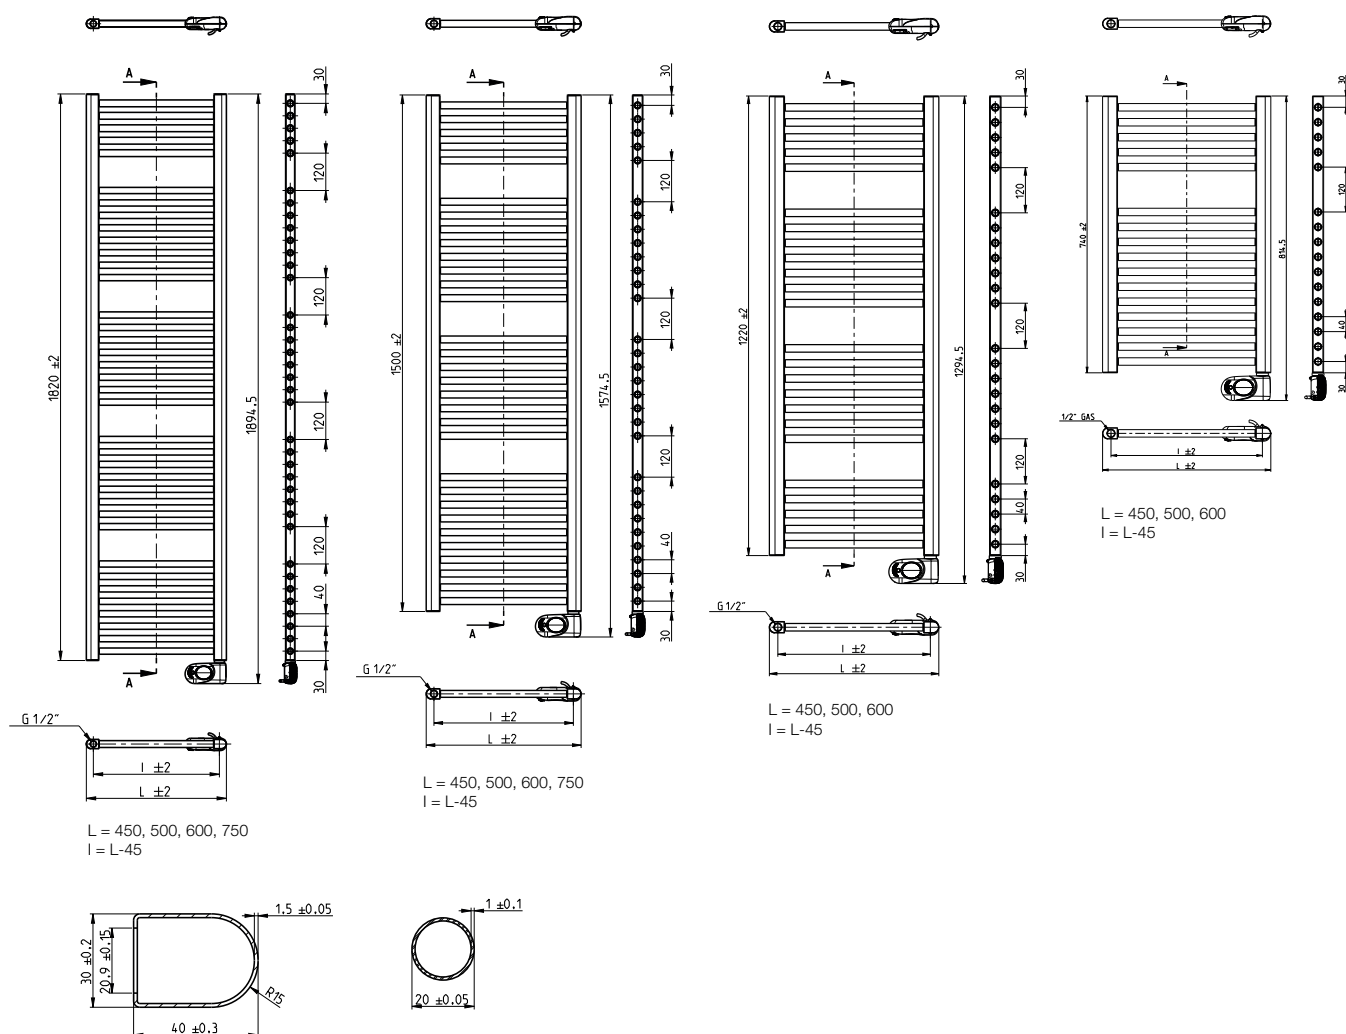 A
30
120
120
120
120
40
30
1820 ±2
1894.5
A
G 1/2"
I ±2
L ±2
L = 450, 500, 600, 750
I = L-45
A
30
120
120
120
40
30
1500 ±2
1574.5
A
G 1/2"
I ±2
L ±2
L = 450, 500, 600, 750
I = L-45
A
30
120
120
120
40
30
1220 ±2
1294.5
A
G 1/2"
I ±2
L ±2
L = 450, 500, 600
I = L-45
A
30
120
40
30
740 ±2
814.5
A
1/2" GAS
I ±2
L ±2
L = 450, 500, 600
I = L-45
1.5 ±0.05
30 ±0.2
20.9 ±0.15
R15
40 ±0.3
1 ±0.1
20 ±0.05